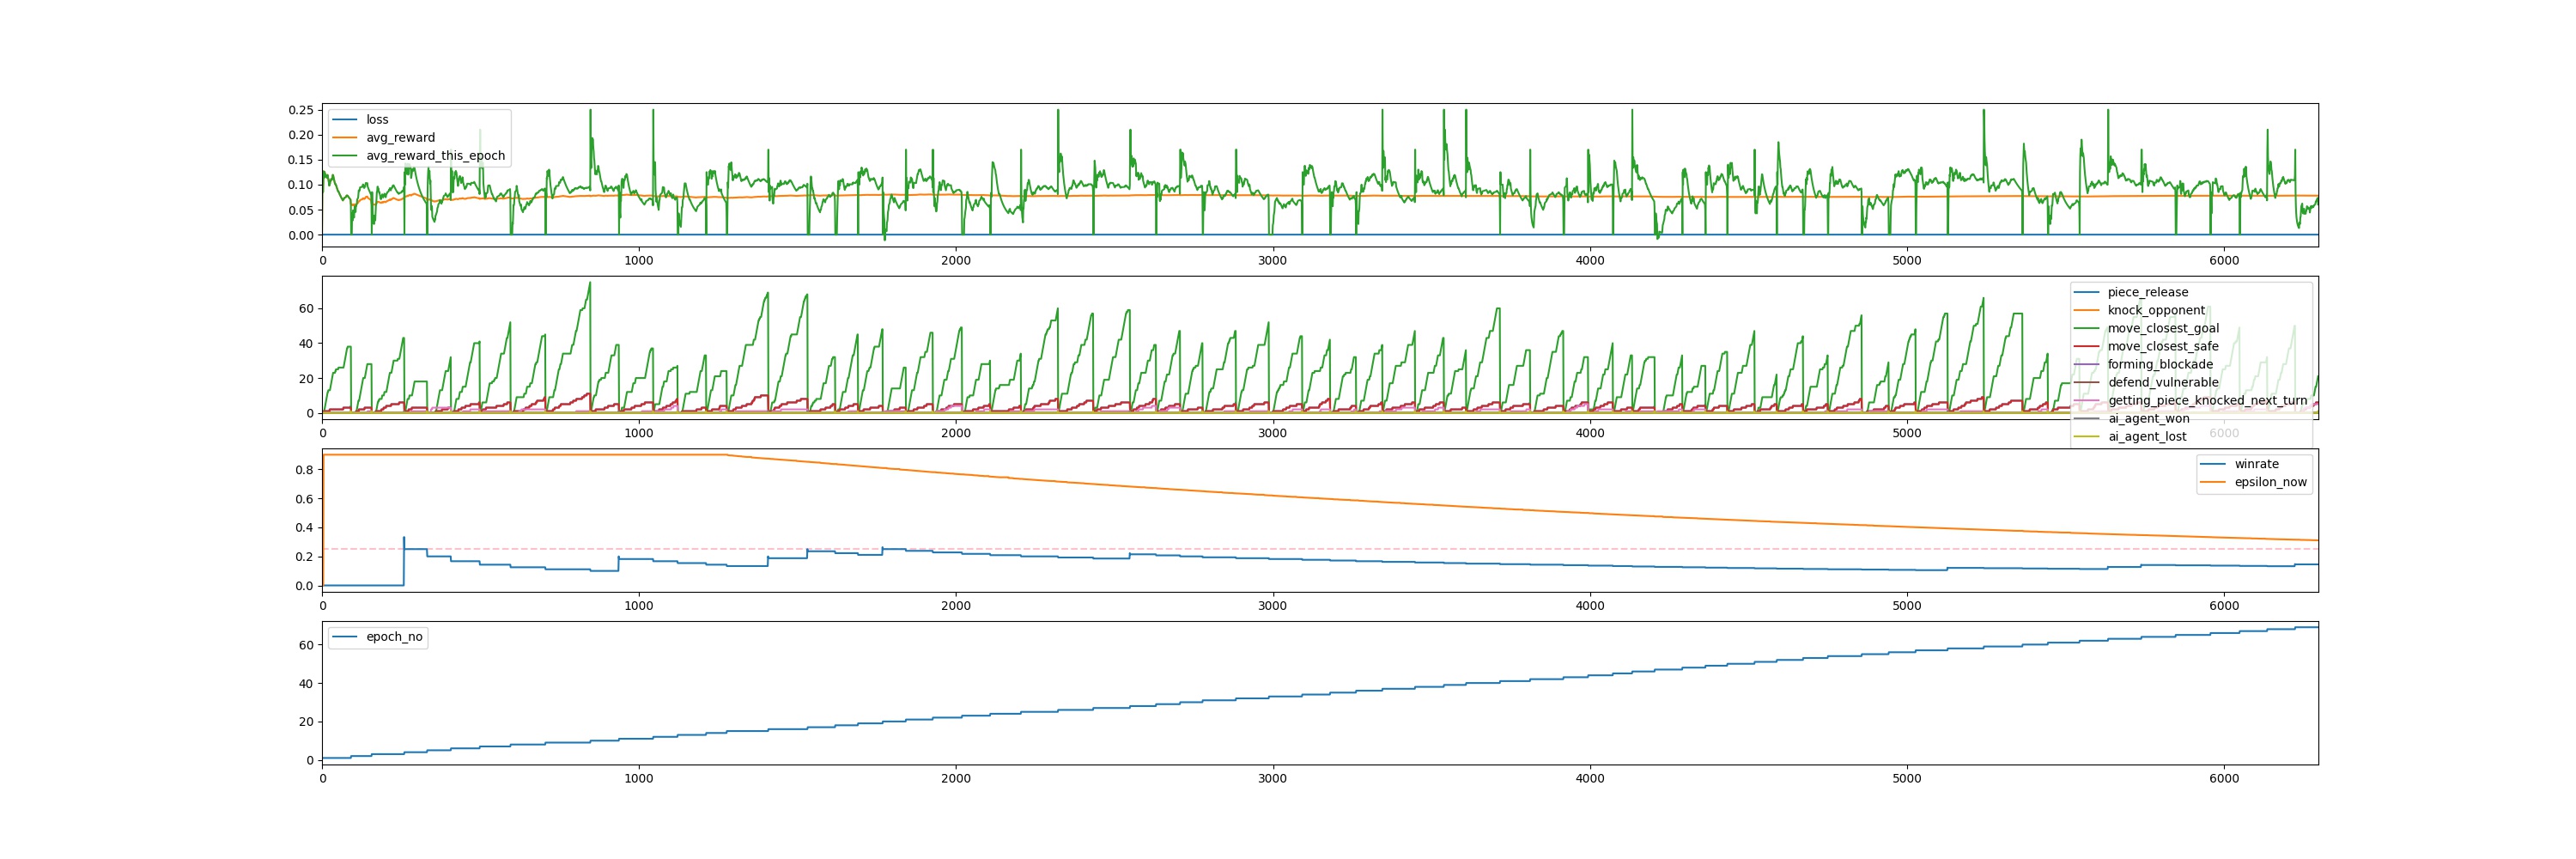 0.25
0.20
0.15
0.10
0.05
0.00
loss
avg_reward
avg_reward_this_epoch
0 1000 2000 3000 4000 5000 6000
60
40
20
0
piece_release
knock_opponent
move_closest_goal
move_closest_safe
forming_blockade
defend_vulnerable
getting_piece_knocked_next_turn
ai_agent_won
ai_agent_lost
0 1000 2000 3000 4000 5000 6000
0.8
0.6
0.4
0.2
0.0
winrate
epsilon_now
0 1000 2000 3000 4000 5000 6000
60
40
20
0
epoch_no
0 1000 2000 3000 4000 5000 6000